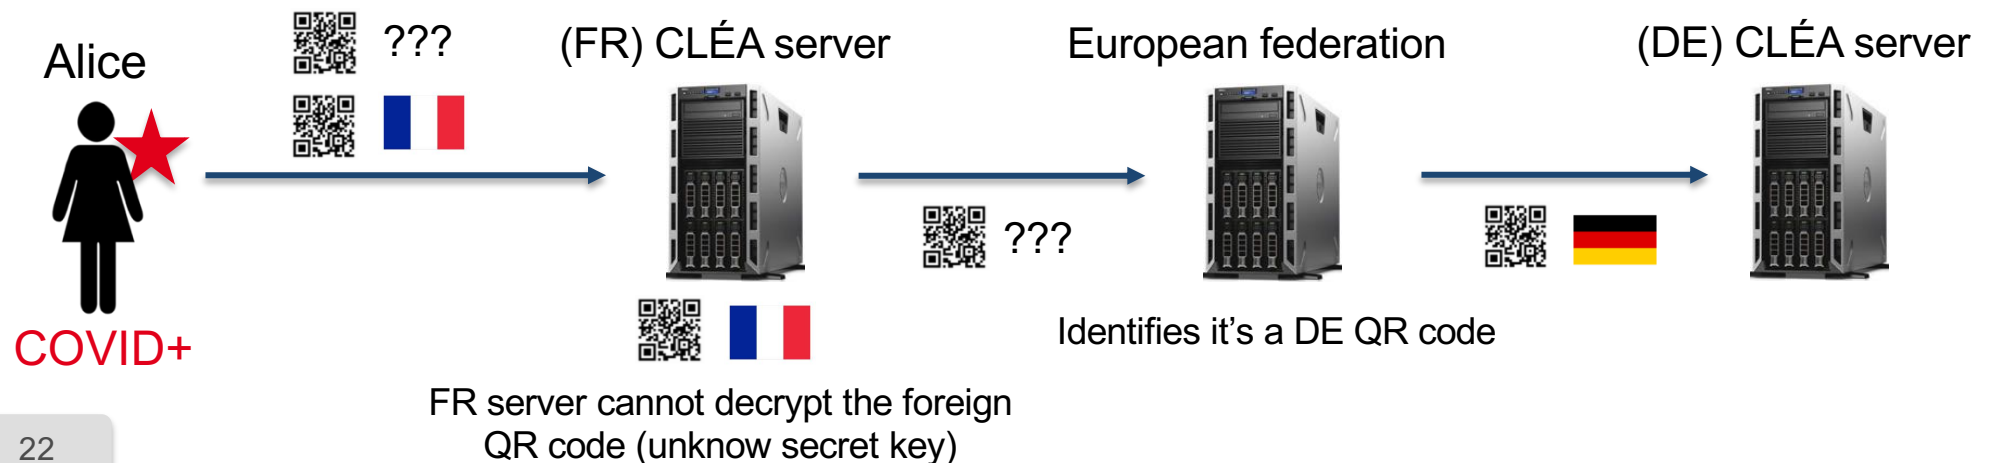 Alice
???
(FR) CLÉA server
European federation
(DE) CLÉA server
???
COVID+
Identifies it’s a DE QR code
FR server cannot decrypt the foreign
QR code (unknow secret key)
22